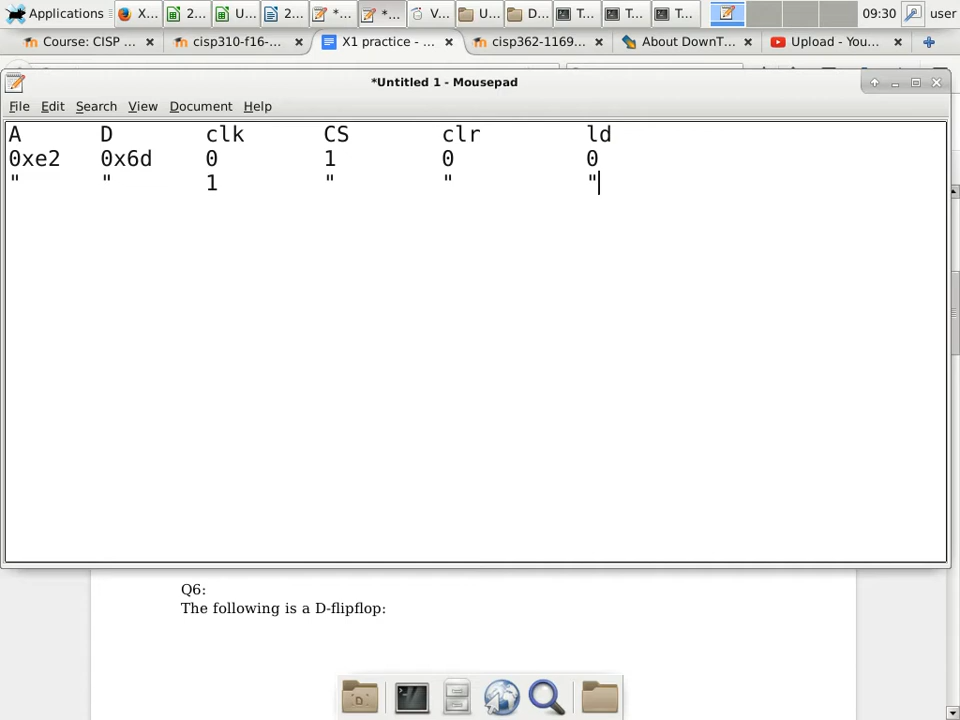 Applications X... 2... U... 2... *... *... V... U... D... T... T... T... 09:30 user
Course: CISP ... cisp310-f16-... X1 practice - ... cisp362-1169... About DownT... Upload - You...
*Untitled 1 - Mousepad
File Edit Search View Document Help
A D clk CS clr ld
0xe2 0x6d 0 1 0 0
" " 1 " " "
Q6:
The following is a D-flipflop: